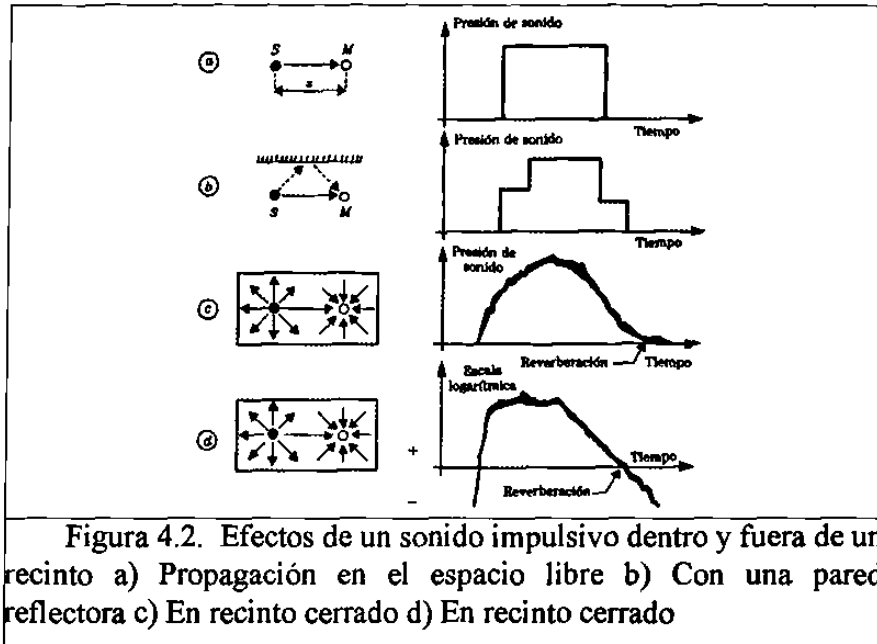 Presión de sonido
a
S M
s
Tiempo
Presión de sonido
b
S M
Tiempo
Presión de
sonido
c
Reverberación Tiempo
Escala
logarítmica
d
+
Tiempo
Reverberación
-
Figura 4.2. Efectos de un sonido impulsivo dentro y fuera de un
recinto a) Propagación en el espacio libre b) Con una pared
reflectora c) En recinto cerrado d) En recinto cerrado